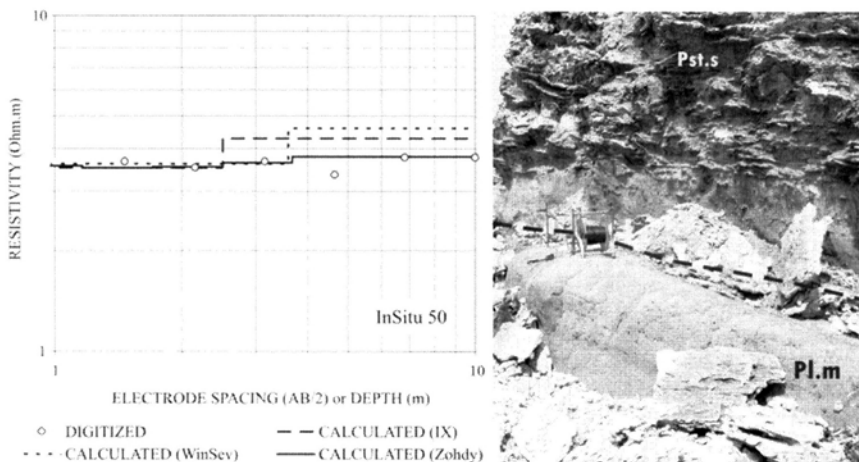 10
RESISTIVITY (Ohm.m)
InSitu 50
1
1
10
ELECTRODE SPACING (AB/2) or DEPTH (m)
DIGITIZED
CALCULATED (IX)
CALCULATED (WinSev)
CALCULATED (Zohdy)
Pst.s
Pl.m